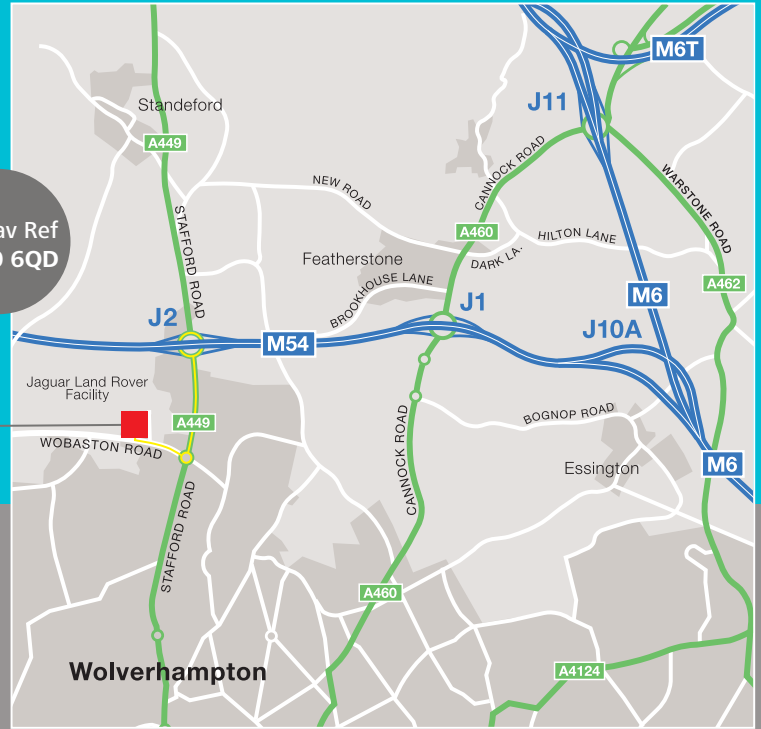 M6T
J11
Standeford
A449
CANNOCK ROAD
NEW ROAD
WARSTONE ROAD
av Ref
6QD
STAFFORD ROAD
A460
HILTON LANE
DARK LA.
Featherstone
BROOKHOUSE LANE
A462
M6
J2
J1
J10A
M54
Jaguar Land Rover
Facility
A449
WOBASTON ROAD
CANNOCK ROAD
BOGNOP ROAD
Essington
M6
STAFFORD ROAD
A460
Wolverhampton
A4124